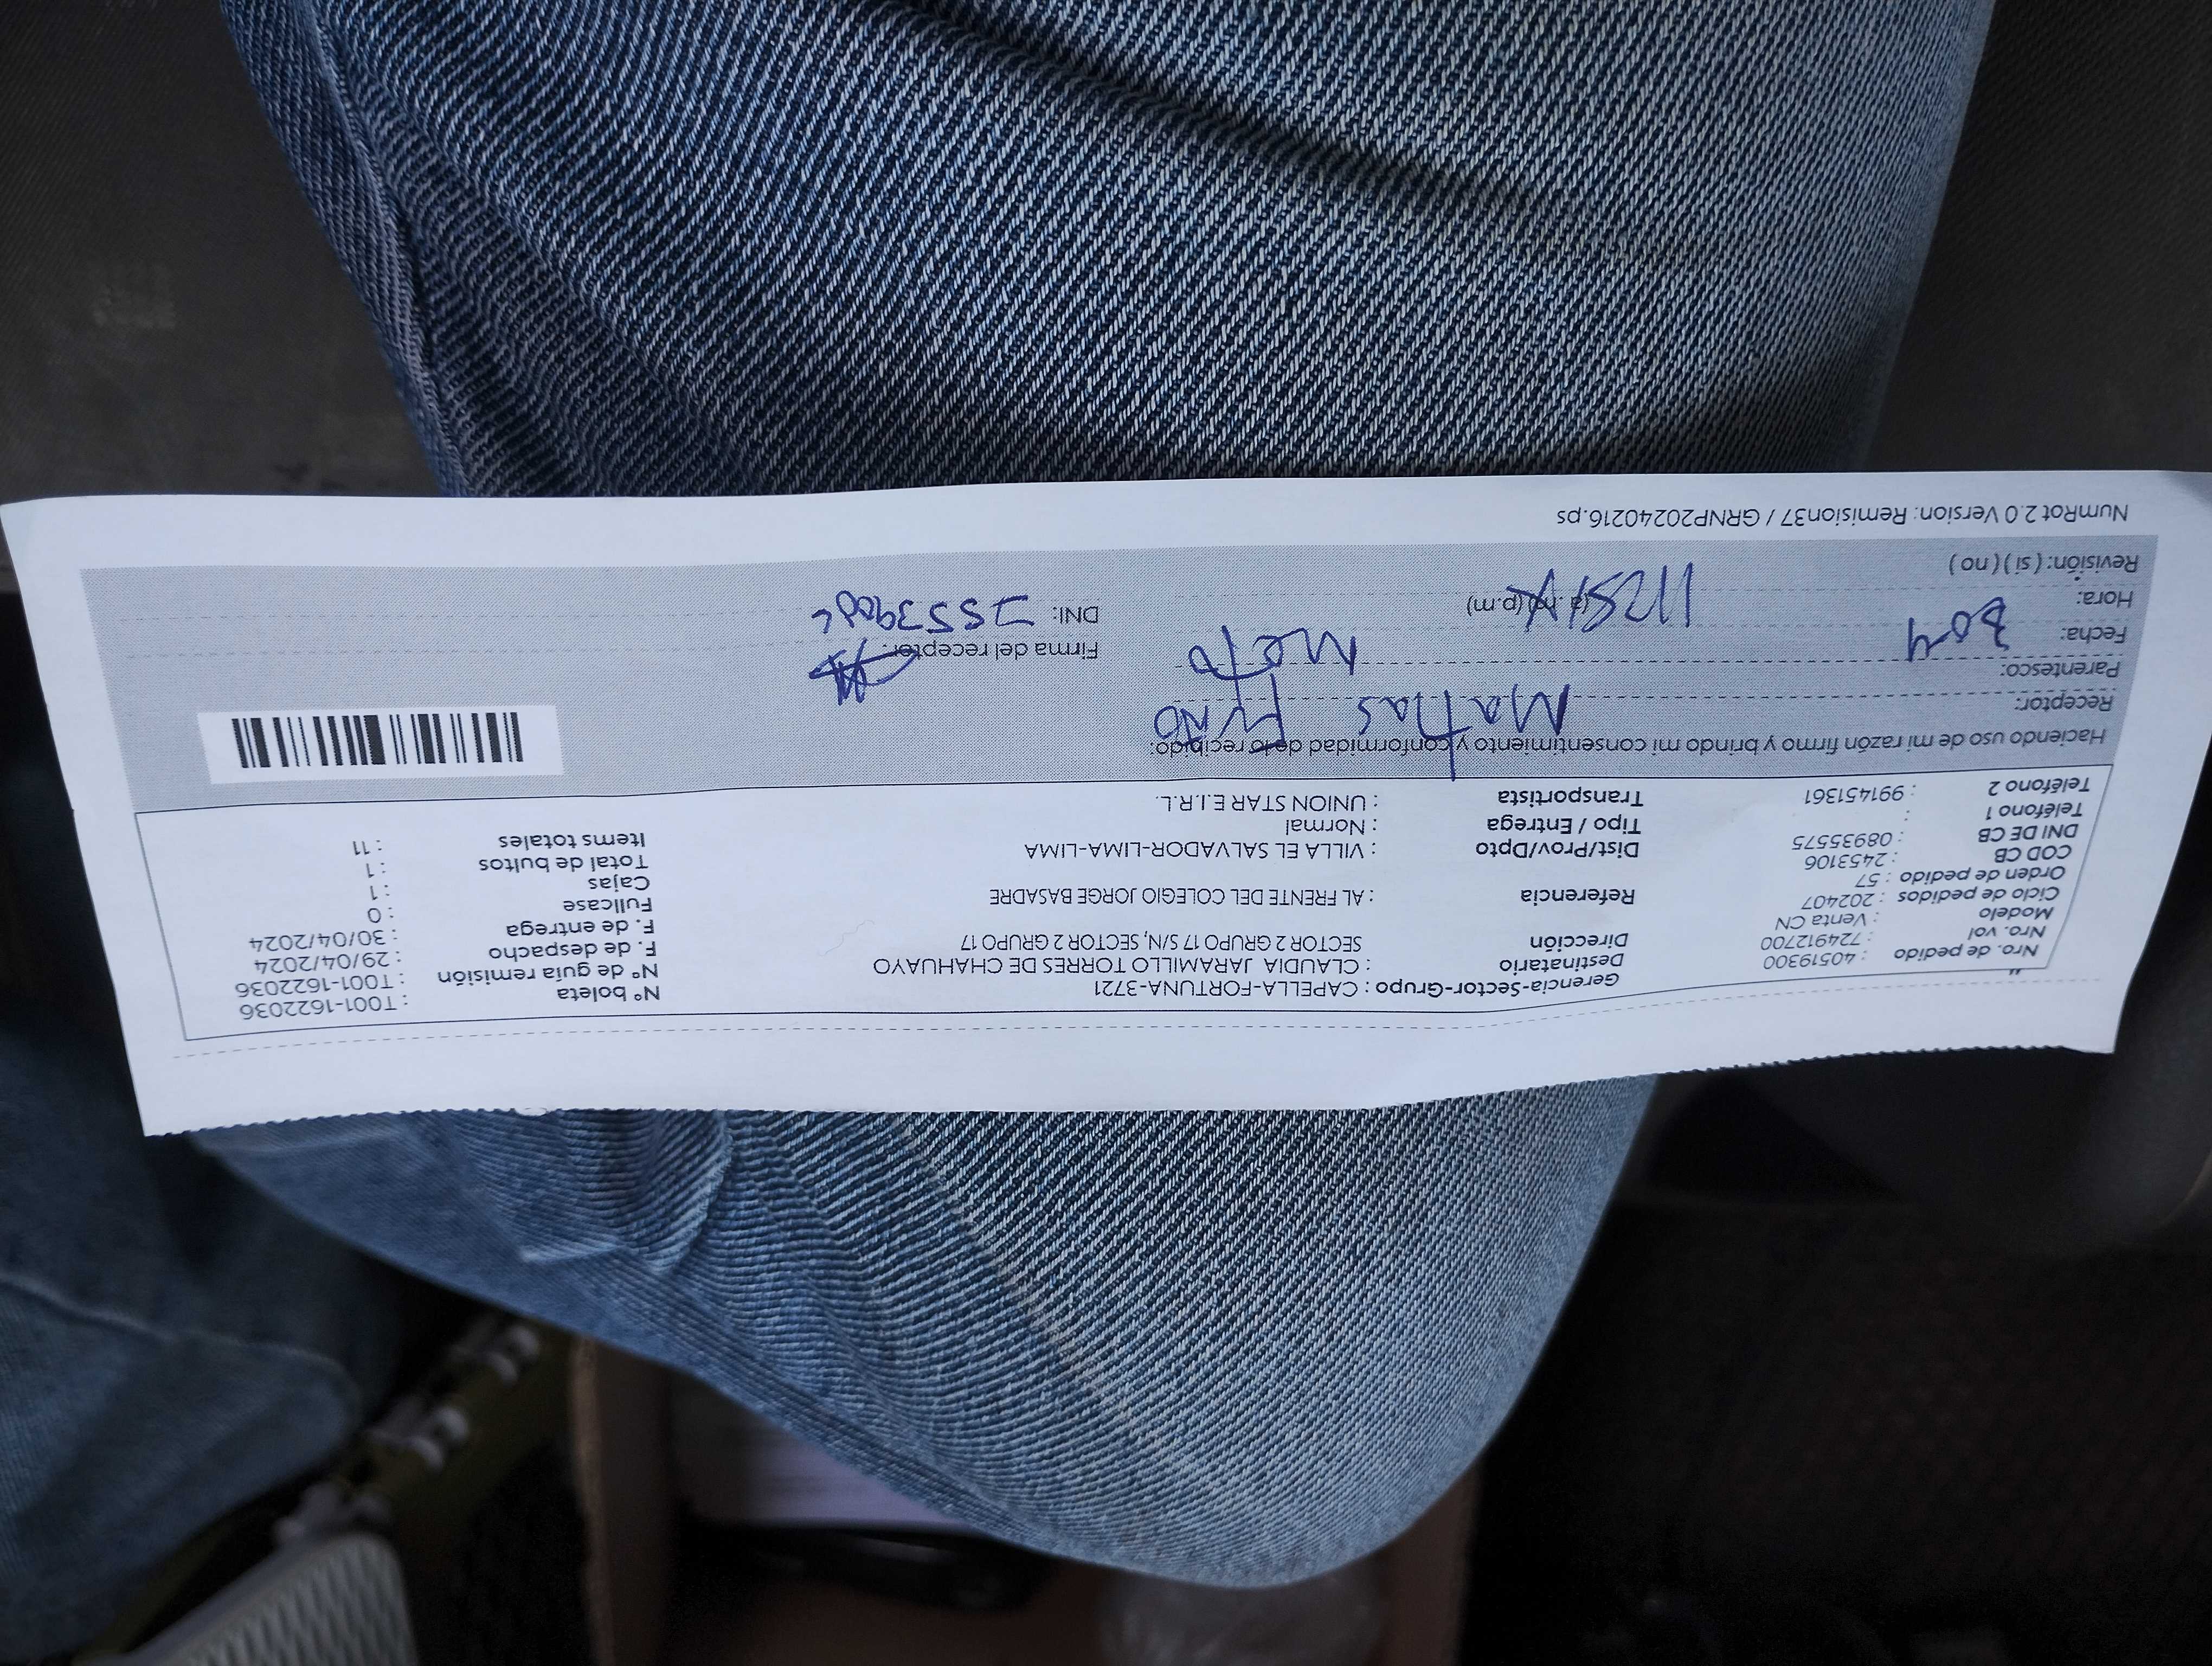 Gerencia-Sector-Grupo : CAPELLA-FORTUNA-3721
Nro. de pedido : 40519300
Nro. vol : 724912700
Modelo : Venta CN
Ciclo de pedidos : 202407
Orden de pedido : 57
COD CB : 2453106
DNI DE CB : 08935575
Teléfono 1 :
Teléfono 2 : 991451361
Destinatario : CLAUDIA JARAMILLO TORRES DE CHAHUAYO
Dirección SECTOR 2 GRUPO 17 S/N, SECTOR 2 GRUPO 17
Referencia : AL FRENTE DEL COLEGIO JORGE BASADRE
Dist/Prov/Dpto : VILLA EL SALVADOR-LIMA-LIMA
Tipo / Entrega : Normal
Transportista : UNION STAR E.I.R.L.
N° boleta : T001-1622036
N° de guía remisión : T001-1622036
F. de despacho : 29/04/2024
F. de entrega : 30/04/2024
Fullcase : 0
Cajas : 1
Total de bultos : 1
Items totales : 11
Haciendo uso de mi razón firmo y brindo mi consentimiento y conformidad de lo recibido:
Receptor: Matias
Parentesco: Nieto
Fecha: 30 4
Hora: (a.m) (p.m)
Revisión: ( si ) ( no )
Firma del receptor:
DNI:
NumRot 2.0 Version: Remision37 / GRNP20240216.ps